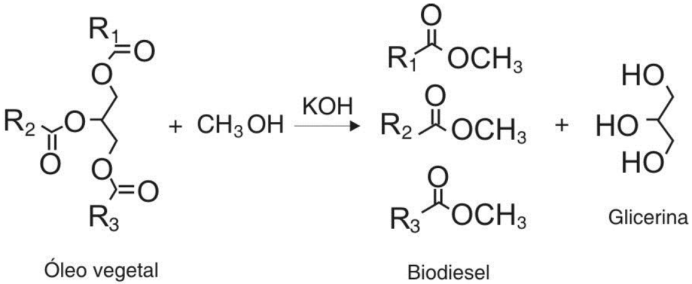 R1
O
O
R2
O
O
O
O
R3
+ CH3OH
KOH
O
R1 OCH3
O
R2 OCH3
O
R3 OCH3
+
HO
HO
HO
Óleo vegetal
Biodiesel
Glicerina